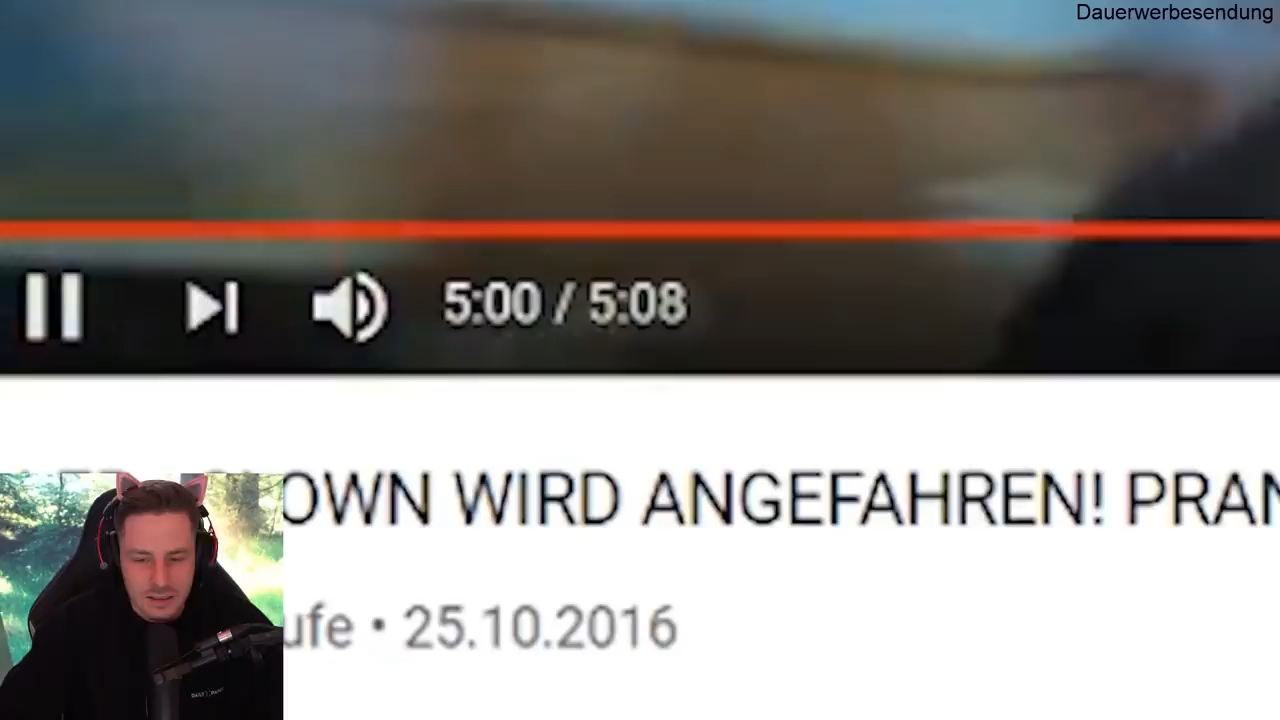 Dauerwerbesendung
5:00 / 5:08
OWN WIRD ANGEFAHREN! PRAN
ufe • 25.10.2016